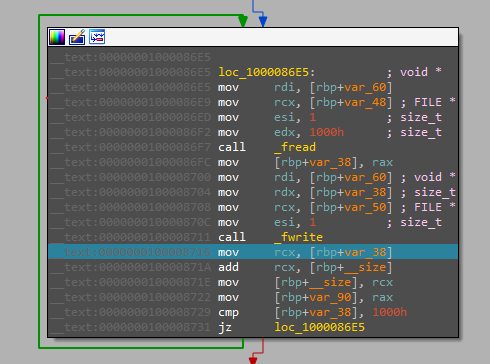 __text:00000001000086E5
__text:00000001000086E5 loc_1000086E5: ; void *
__text:00000001000086E5 mov rdi, [rbp+var_60]
__text:00000001000086E9 mov rcx, [rbp+var_48] ; FILE *
__text:00000001000086ED mov esi, 1 ; size_t
__text:00000001000086F2 mov edx, 1000h ; size_t
__text:00000001000086F7 call _fread
__text:00000001000086FC mov [rbp+var_38], rax
__text:0000000100008700 mov rdi, [rbp+var_60] ; void *
__text:0000000100008704 mov rdx, [rbp+var_38] ; size_t
__text:0000000100008708 mov rcx, [rbp+var_50] ; FILE *
__text:000000010000870C mov esi, 1 ; size_t
__text:0000000100008711 call _fwrite
__text:0000000100008716 mov rcx, [rbp+var_38]
__text:000000010000871A add rcx, [rbp+__size]
__text:000000010000871E mov [rbp+__size], rcx
__text:0000000100008722 mov [rbp+var_90], rax
__text:0000000100008729 cmp [rbp+var_38], 1000h
__text:0000000100008731 jz loc_1000086E5